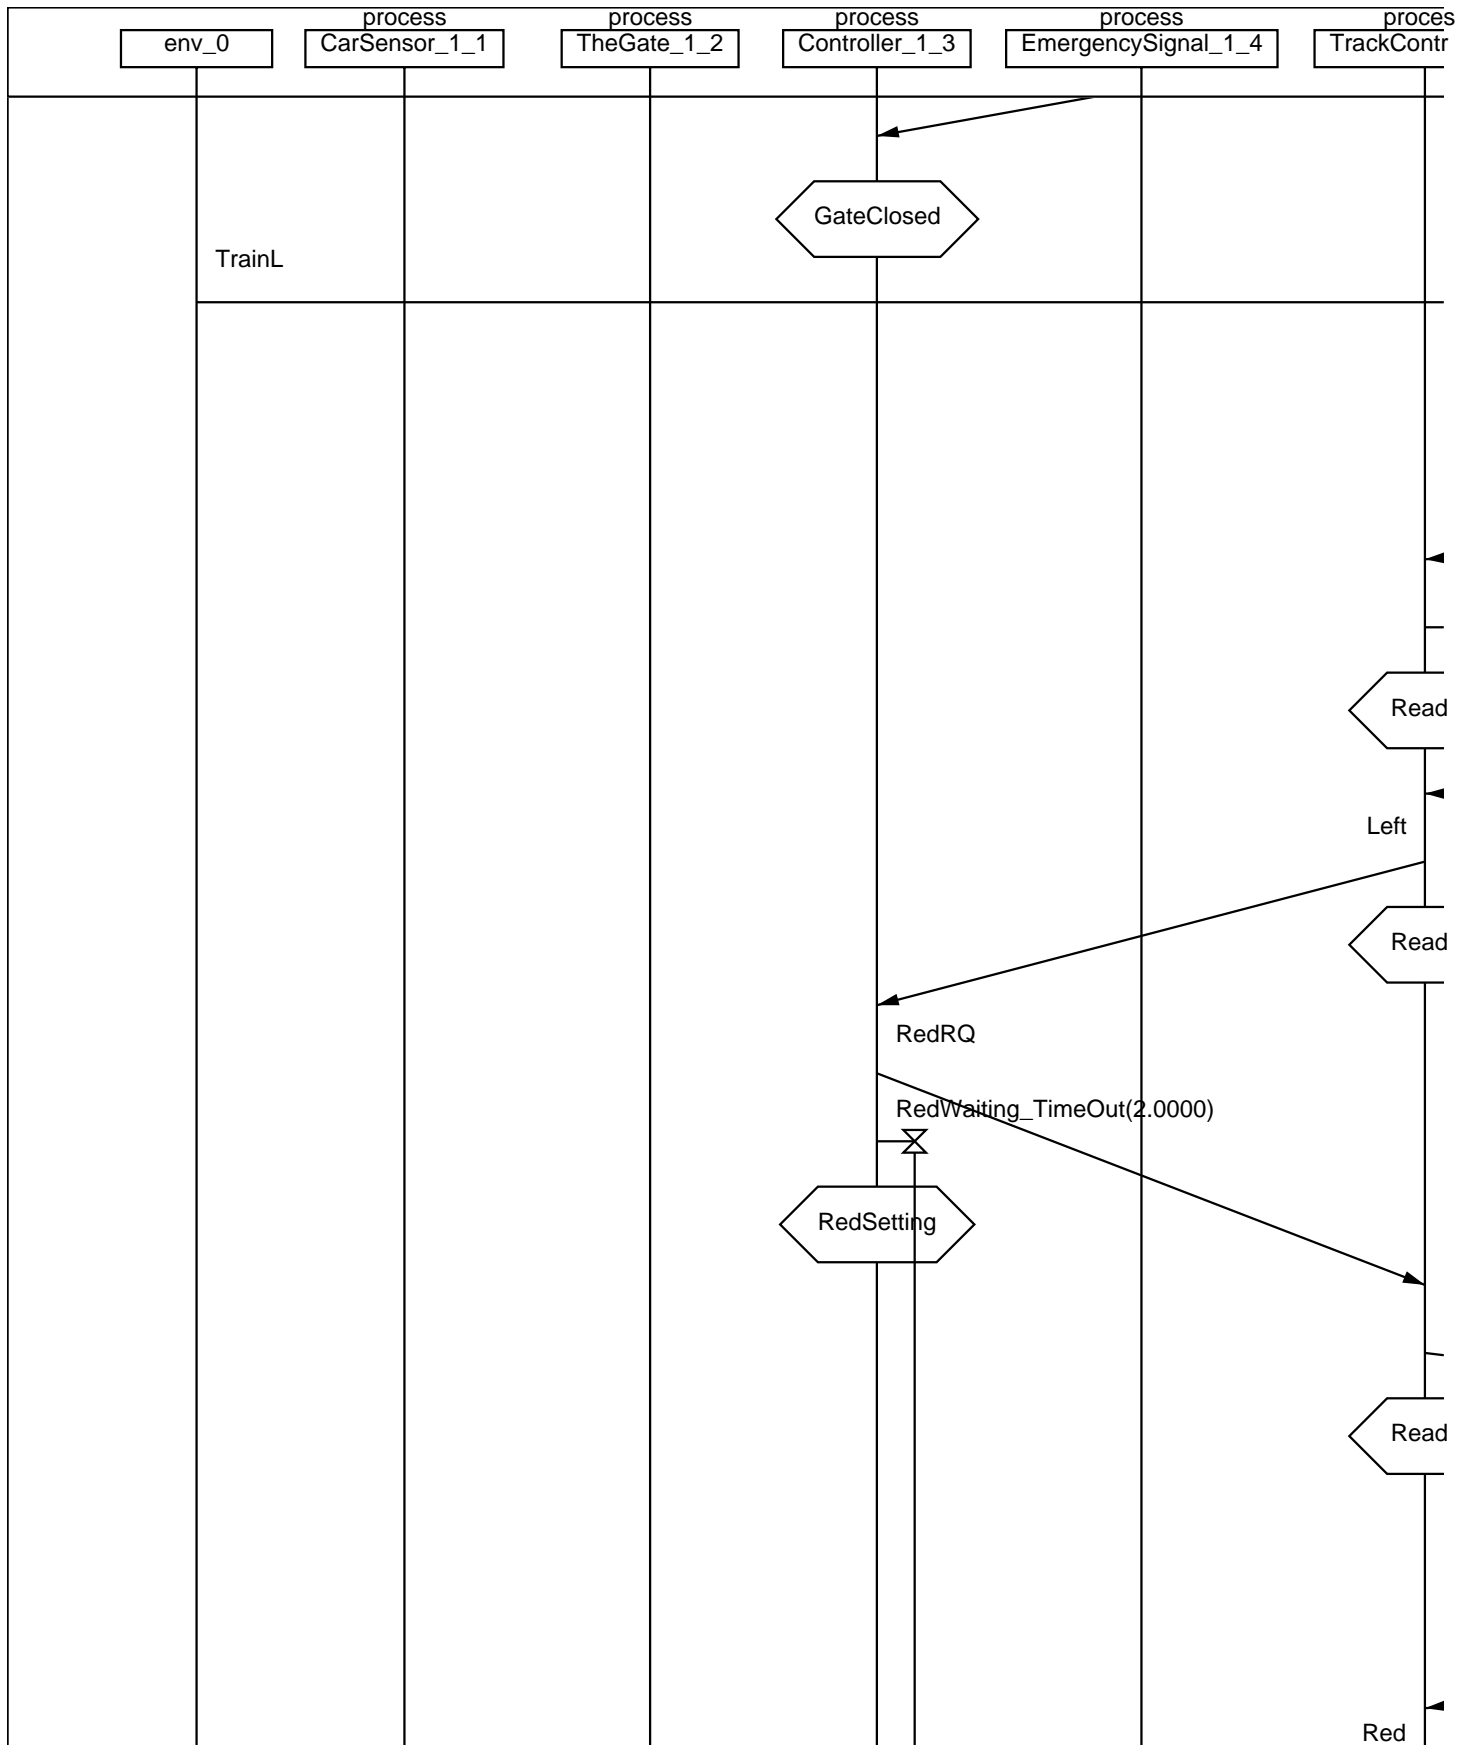 process process process process proces
env_0 CarSensor_1_1 TheGate_1_2 Controller_1_3 EmergencySignal_1_4 TrackContr
GateClosed
TrainL
Read
Left
Read
RedRQ
RedWaiting_TimeOut(2.0000)
RedSetting
Read
Red